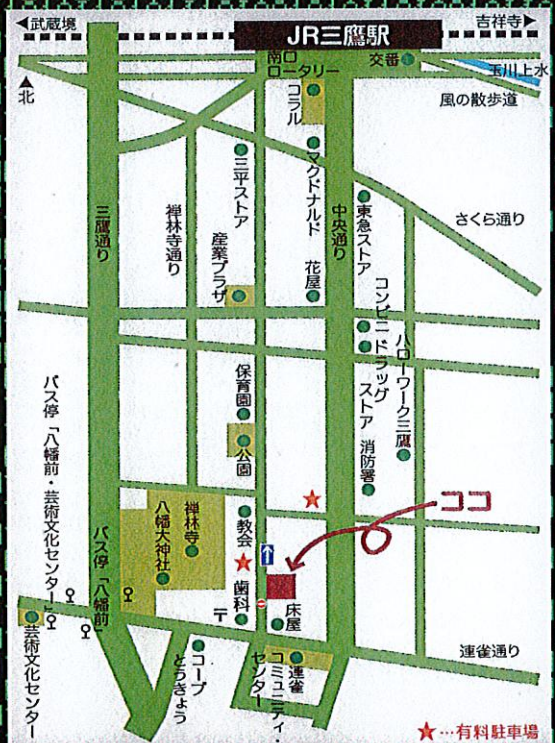 武蔵境
JR三鷹駅
吉祥寺
北
南口
ロータリー
交番
玉川上水
風の散歩道
コラル
マクドナルド
三平ストア
三鷹通り
禅林寺通り
産業プラザ
花屋
中央通り
東急ストア
さくら通り
コンビニ
ドラッグ
ストア
ハローワーク三鷹
消防署
保育園
公園
バス停「八幡前・芸術文化センター」
バス停「八幡前」
八幡大神社
禅林寺
教会
ココ
歯科
〒
床屋
芸術文化センター
コープ
とうきょう
連雀
コミュニティ・
センター
連雀通り
★…有料駐車場